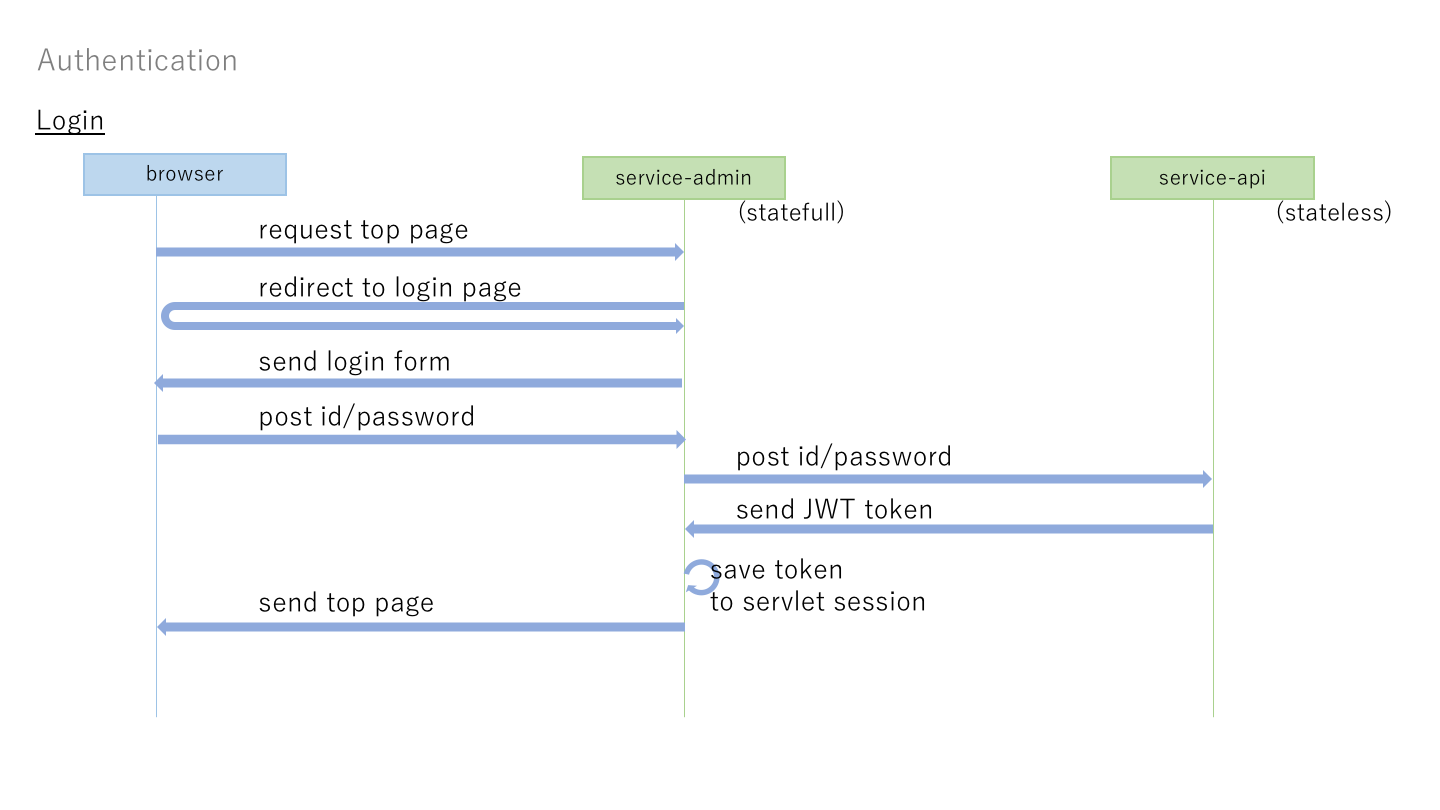 Authentication
Login
browser
service-admin
service-api
(statefull)
(stateless)
request top page
redirect to login page
send login form
post id/password
post id/password
send JWT token
save token
to servlet session
send top page